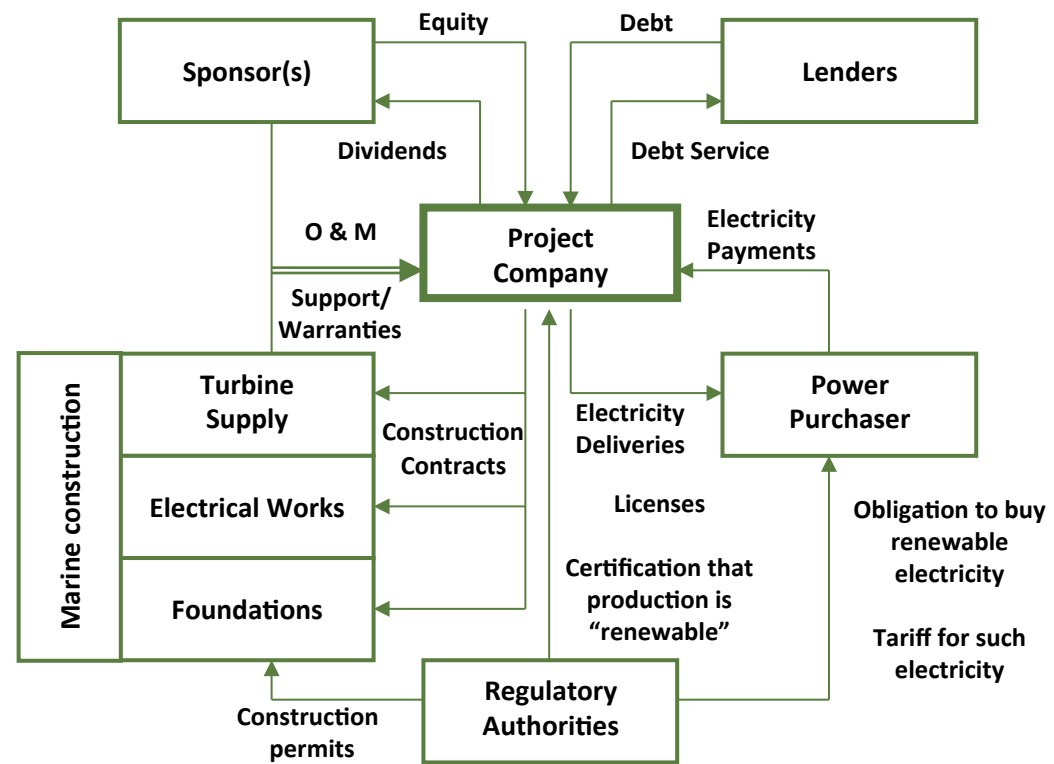 Equity
Debt
Sponsor(s)
Lenders
Dividends
Debt Service
O & M
Project
Company
Electricity
Payments
Support/
Warranties
Marine construction
Turbine
Supply
Power
Purchaser
Construction
Contracts
Electricity
Deliveries
Electrical Works
Licenses
Obligation to buy
renewable
electricity
Foundations
Certification that
production is
“renewable”
Tariff for such
electricity
Regulatory
Authorities
Construction
permits